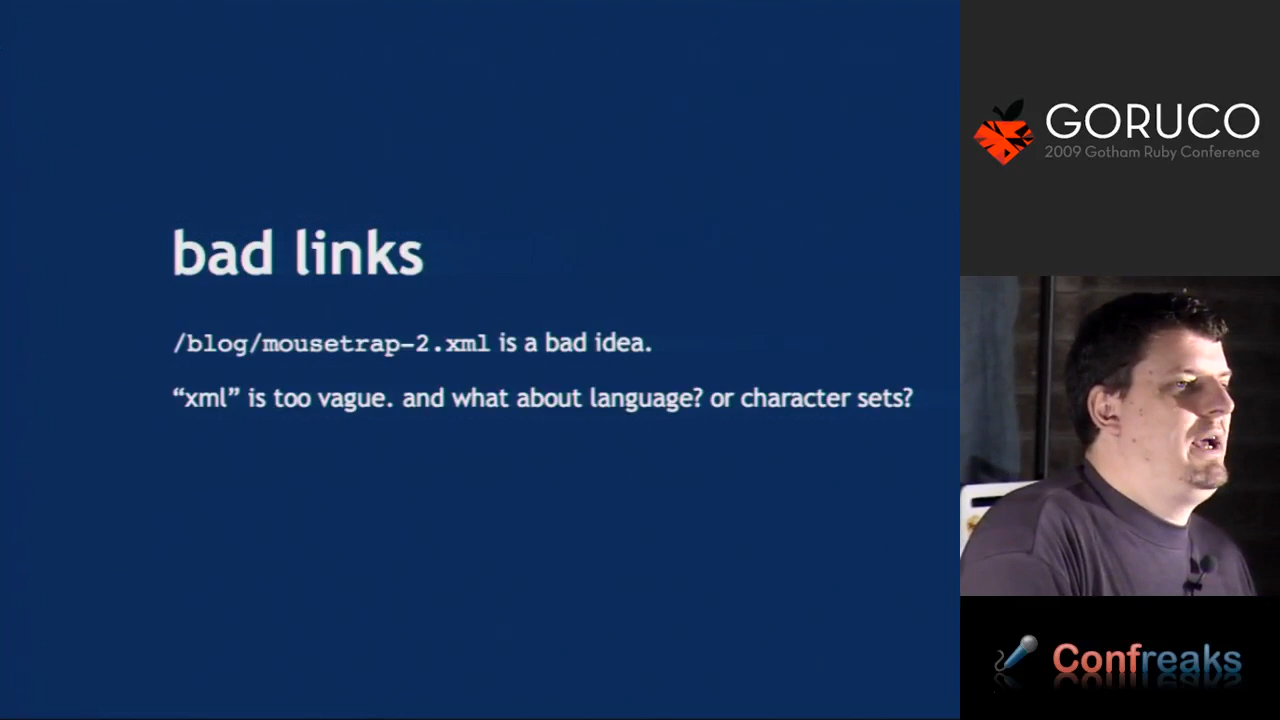 bad links
/blog/mousetrap-2.xml is a bad idea.
“xml” is too vague. and what about language? or character sets?
GORUCO
2009 Gotham Ruby Conference
Confreaks